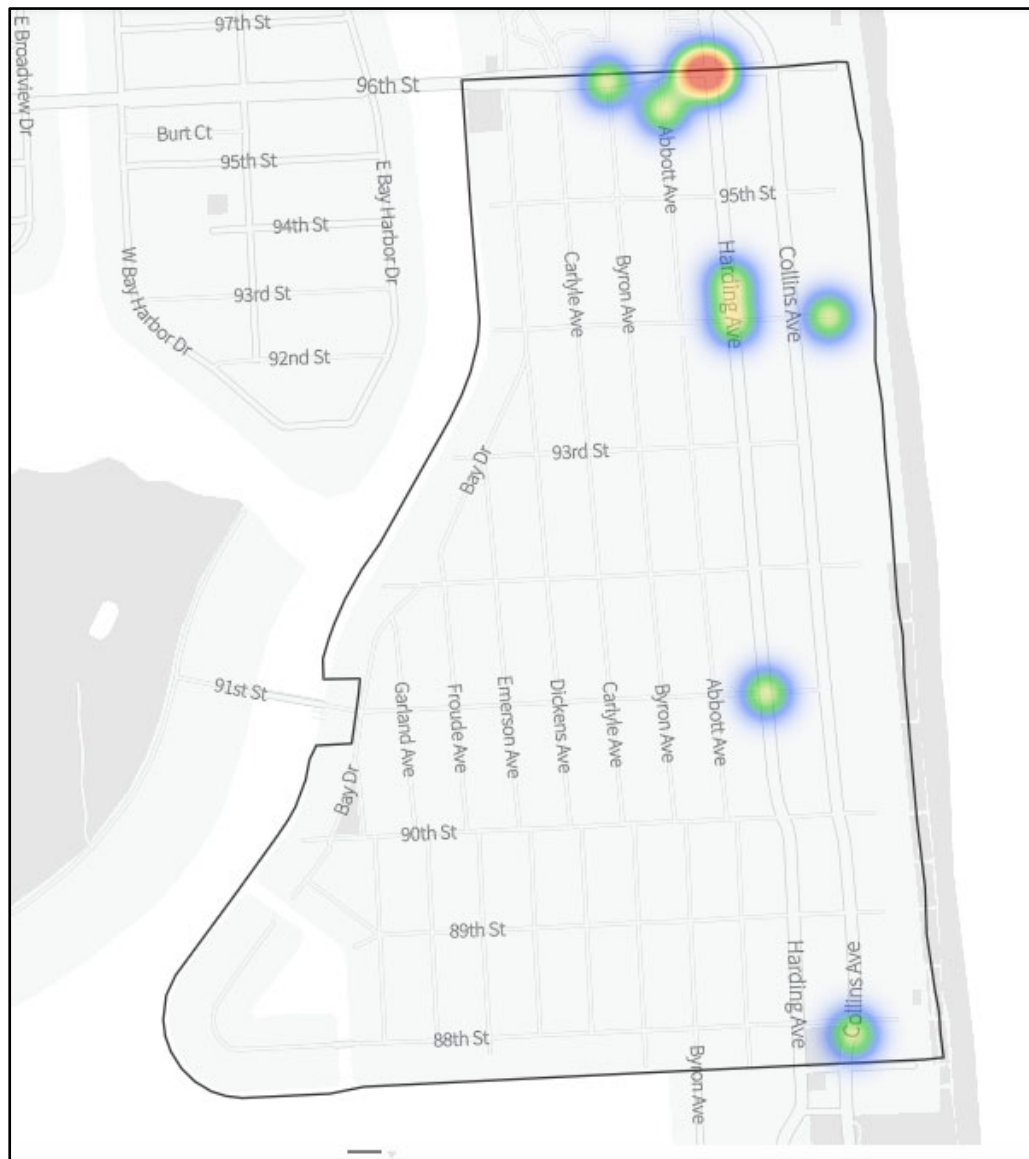 97th St
E Broadview Dr
96th St
Burt Ct
95th St
E Bay Harbor Dr
94th St
W Bay Harbor Dr
93rd St
92nd St
Abbott Ave
95th St
Carlyle Ave
Byron Ave
Harding Ave
Collins Ave
Bay Dr
93rd St
91st St
Garland Ave
Froude Ave
Emerson Ave
Dickens Ave
Carlyle Ave
Byron Ave
Abbott Ave
Bay Dr
90th St
89th St
Harding Ave
Collins Ave
88th St
Byron Ave